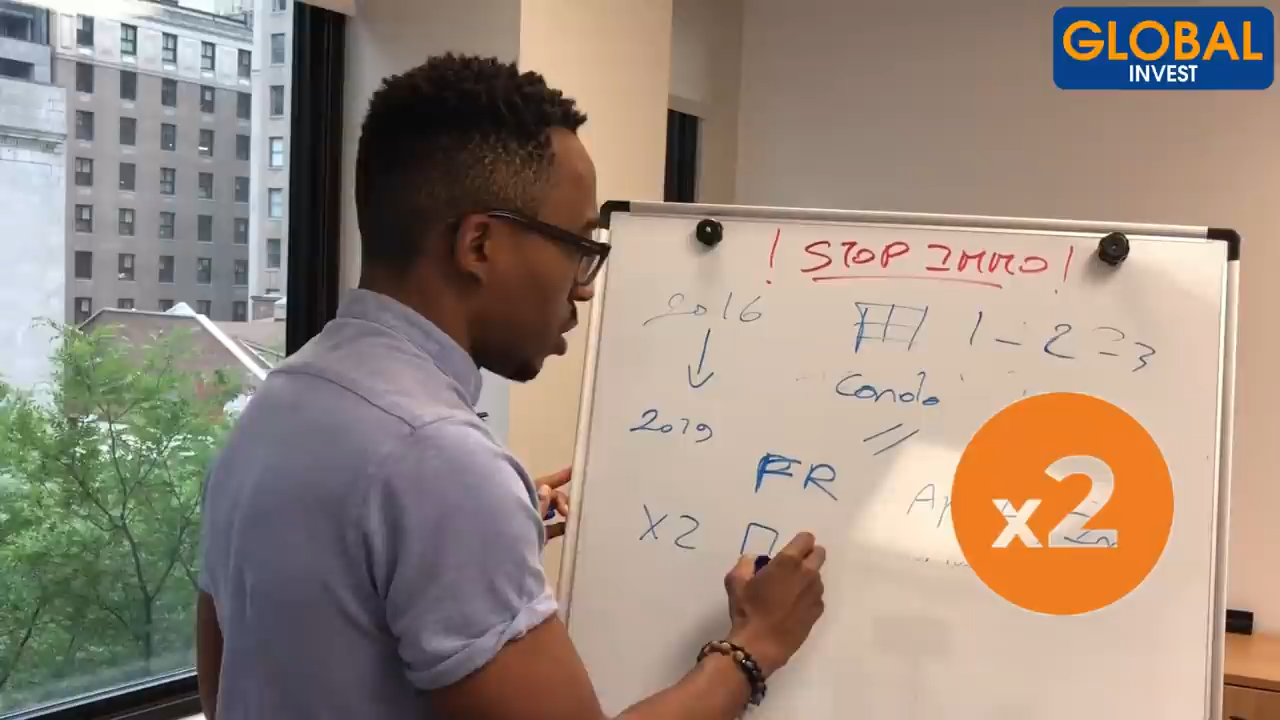 GLOBAL
INVEST
! STOP IMMO !
2016
1 - 2 = 3
Condo
2019
FR
X2
x2